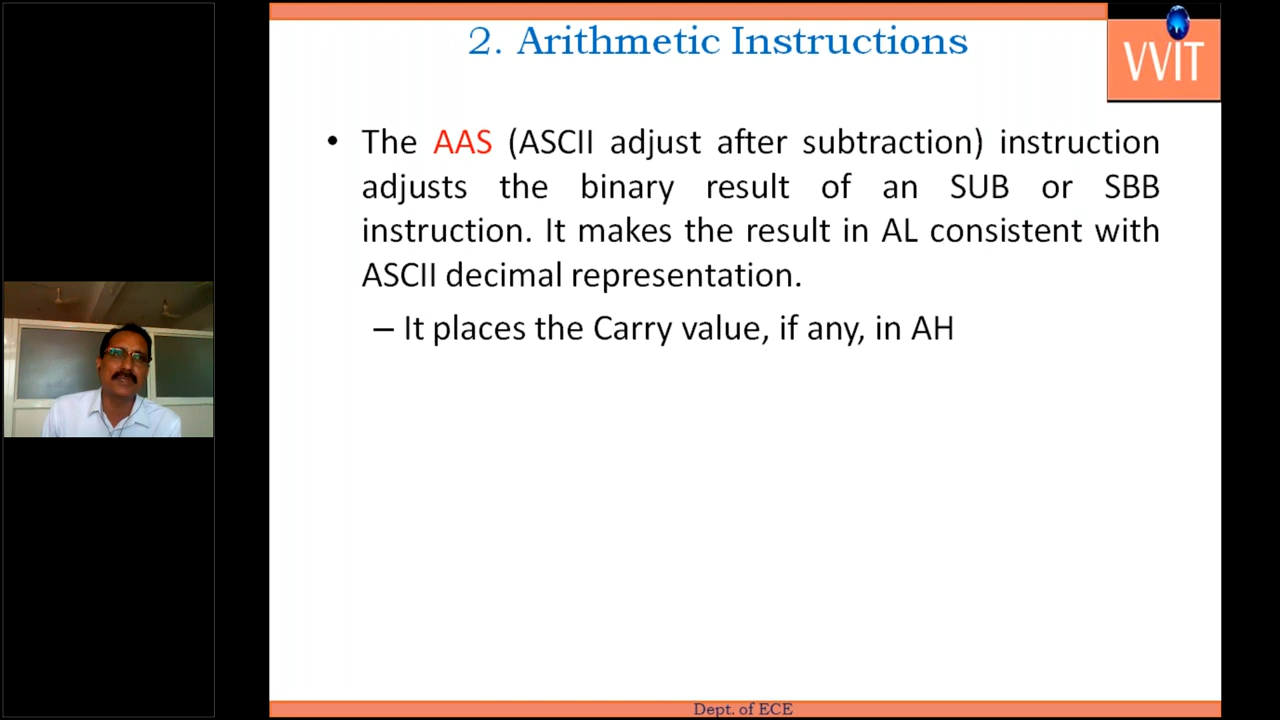 2. Arithmetic Instructions
VVIT
• The AAS (ASCII adjust after subtraction) instruction
adjusts the binary result of an SUB or SBB
instruction. It makes the result in AL consistent with
ASCII decimal representation.
– It places the Carry value, if any, in AH
Dept. of ECE